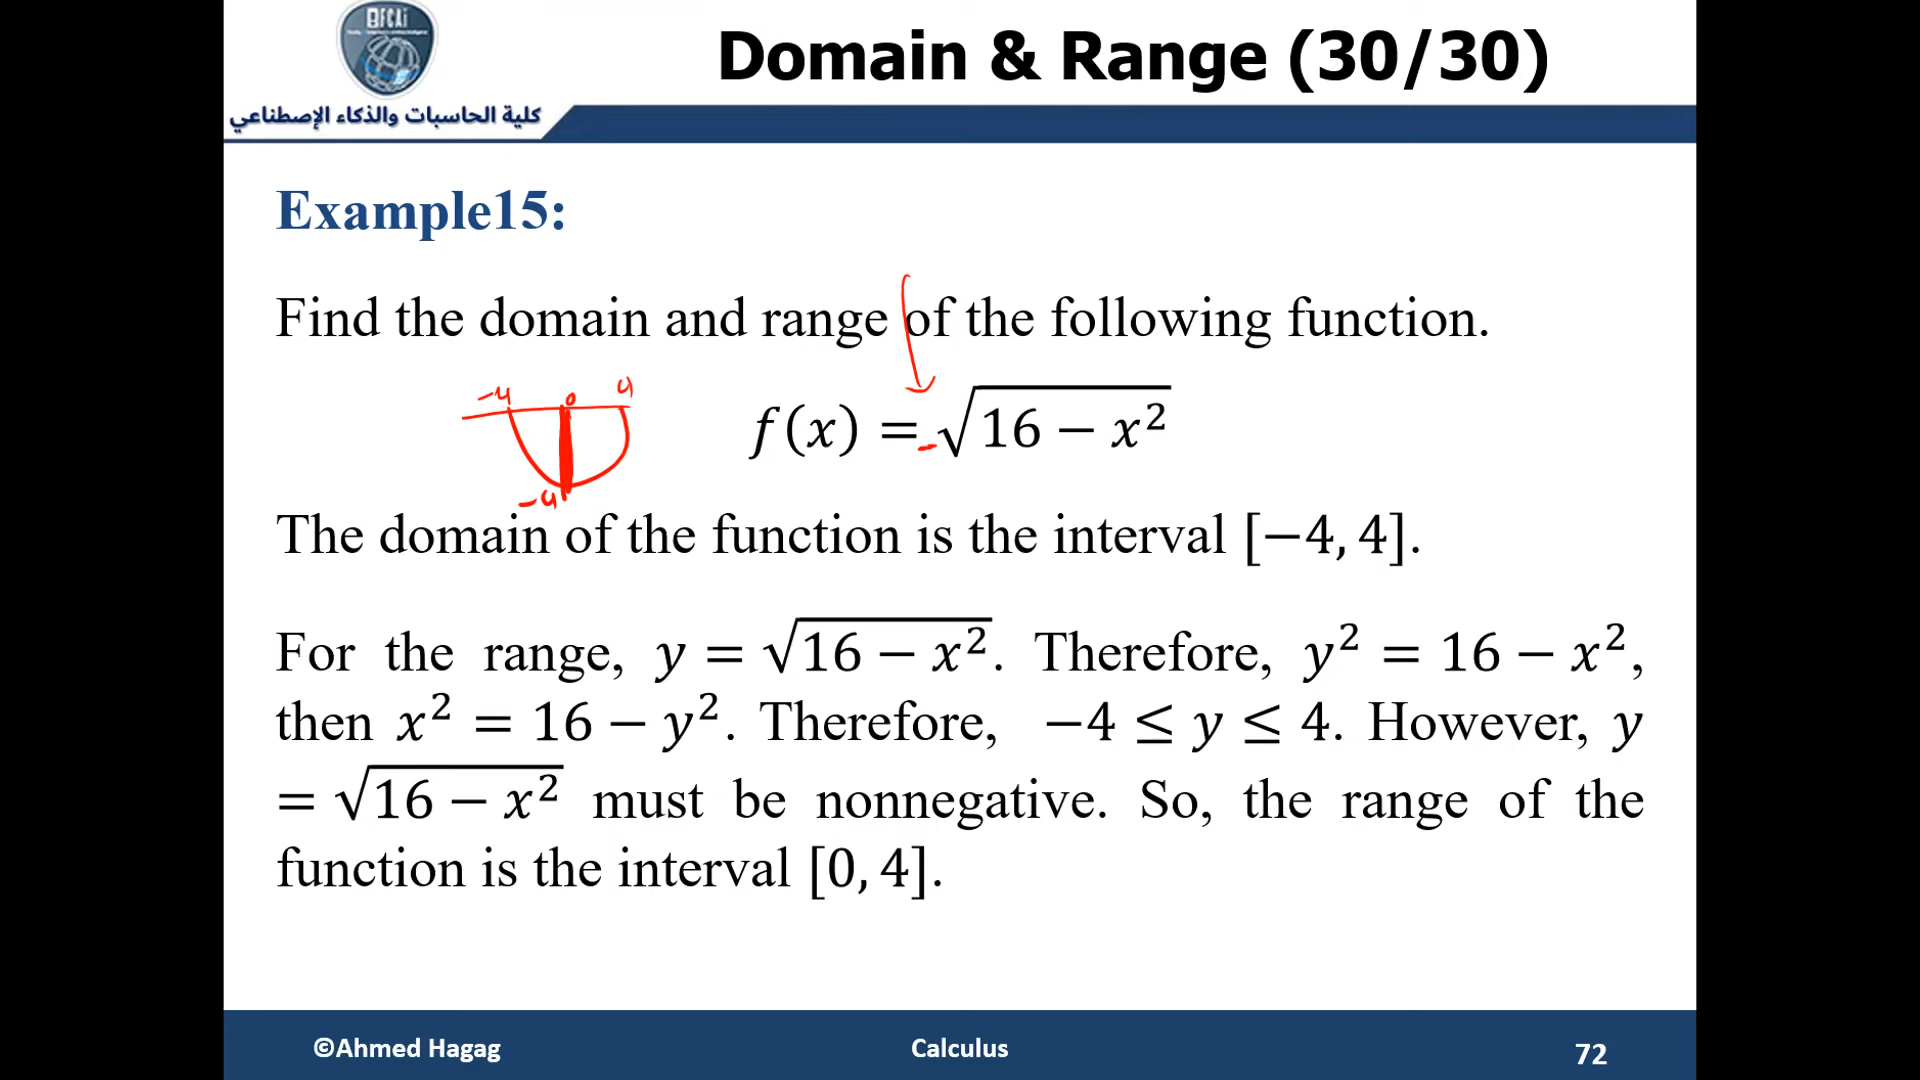 FCAi
Domain & Range (30/30)
كلية الحاسبات والذكاء الإصطناعي
Example15:
Find the domain and range of the following function.
-4 0 4
f(x) = -√(16 − x²)
-4
The domain of the function is the interval [−4, 4].
For the range, y = √(16 − x²). Therefore, y² = 16 − x²,
then x² = 16 − y². Therefore, −4 ≤ y ≤ 4. However, y
= √(16 − x²) must be nonnegative. So, the range of the
function is the interval [0, 4].
©Ahmed Hagag Calculus 72